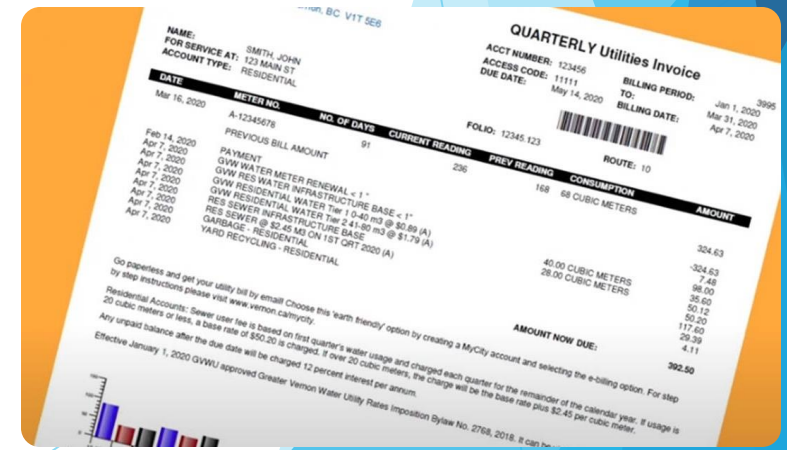 BC V1T 5E6
QUARTERLY Utilities Invoice
NAME: SMITH, JOHN
FOR SERVICE AT: 123 MAIN ST
ACCOUNT TYPE: RESIDENTIAL
ACCT NUMBER: 123456
ACCESS CODE: 11111
DUE DATE: May 14, 2020
3995
BILLING PERIOD: Jan 1, 2020
TO: Mar 31, 2020
BILLING DATE: Apr 7, 2020
FOLIO: 12345.123
ROUTE: 10
DATE METER NO. NO. OF DAYS CURRENT READING PREV READING CONSUMPTION AMOUNT
Mar 16, 2020 A-12345678 91 236 168 68 CUBIC METERS
PREVIOUS BILL AMOUNT 324.63
Feb 14, 2020 PAYMENT -324.63
Apr 7, 2020 GVW WATER METER RENEWAL < 1 " 7.48
Apr 7, 2020 GVW RES WATER INFRASTRUCTURE BASE < 1" 98.00
Apr 7, 2020 GVW RESIDENTIAL WATER Tier 1 0-40 m3 @ $0.89 (A) 40.00 CUBIC METERS 35.60
Apr 7, 2020 GVW RESIDENTIAL WATER Tier 2 41-80 m3 @ $1.79 (A) 28.00 CUBIC METERS 50.12
Apr 7, 2020 RES SEWER INFRASTRUCTURE BASE 50.20
Apr 7, 2020 RES SEWER @ $2.45 M3 ON 1ST QRT 2020 (A) 117.60
Apr 7, 2020 GARBAGE - RESIDENTIAL 29.39
Apr 7, 2020 YARD RECYCLING - RESIDENTIAL 4.11
AMOUNT NOW DUE: 392.50
Go paperless and get your utility bill by email! Choose this 'earth friendly' option by creating a MyCity account and selecting the e-billing option. For step
by step instructions please visit www.vernon.ca/mycity.
Residential Accounts: Sewer user fee is based on first quarter's water usage and charged each quarter for the remainder of the calendar year. If usage is
20 cubic meters or less, a base rate of $50.20 is charged. If over 20 cubic meters, the charge will be the base rate plus $2.45 per cubic meter.
Any unpaid balance after the due date will be charged 12 percent interest per annum.
Effective January 1, 2020 GVWU approved Greater Vernon Water Utility Rates Imposition Bylaw No. 2768, 2018. It can be